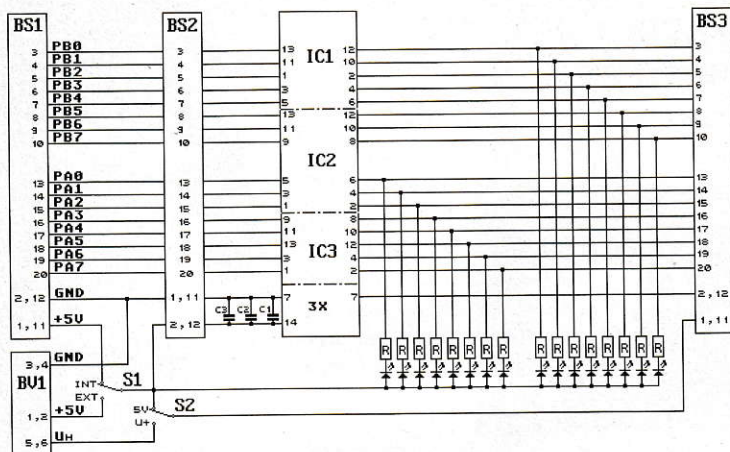 BS1 BS2 BS3
3 PB0 3 13 IC1 12 3
4 PB1 4 11 10 4
5 PB2 5 1 2 5
6 PB3 6 3 4 6
7 PB4 7 5 6 7
8 PB5 8 13 12 8
9 PB6 9 11 10 9
10 PB7 10 9 8 10
IC2
13 PA0 13 5 6 13
14 PA1 14 3 4 14
15 PA2 15 1 2 15
16 PA3 16 9 8 16
17 PA4 17 11 10 17
18 PA5 18 13 IC3 12 18
19 PA6 19 3 4 19
20 PA7 20 1 2 20
2,12 GND 1,11 7 3X 7 2,12
C3 C2 C1
1,11 +5V 2,12 14 1,11
R R R R R R R R R R R R R R R R
BV1
3,4 GND
INT S1
EXT
1,2 +5V
5V S2
U+
5,6 UH